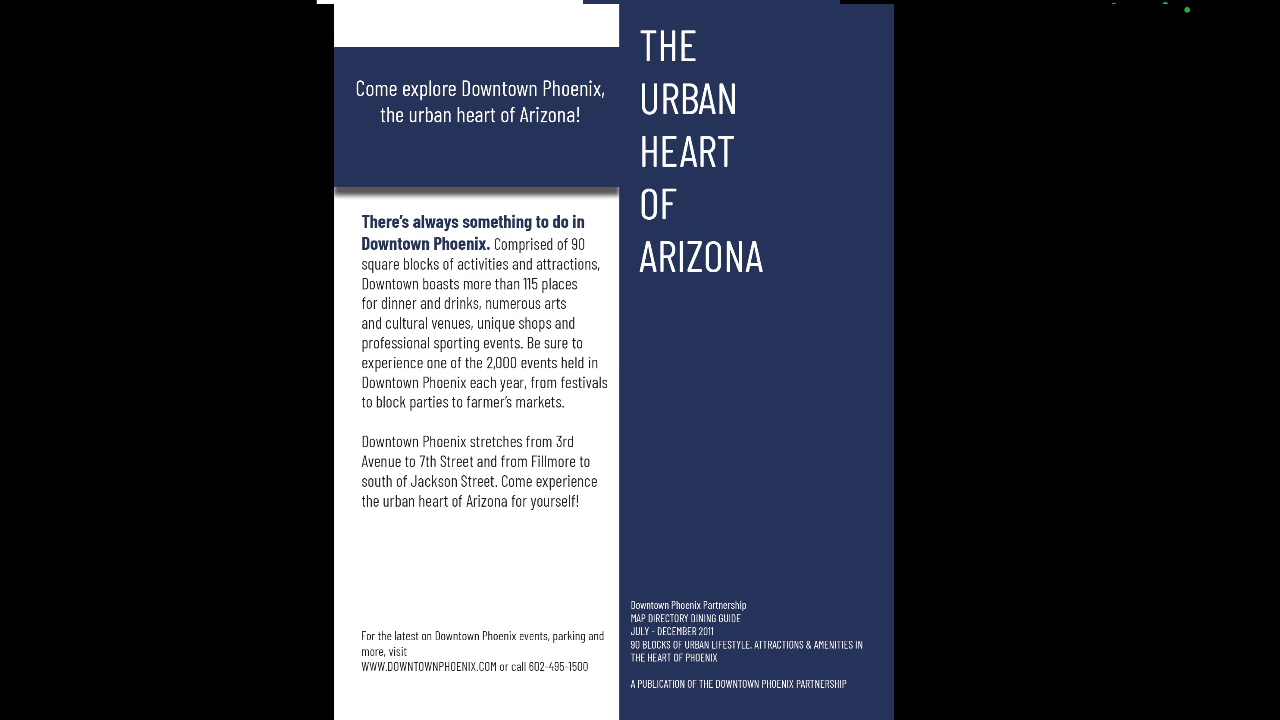 Come explore Downtown Phoenix,
the urban heart of Arizona!
There's always something to do in
Downtown Phoenix. Comprised of 90
square blocks of activities and attractions,
Downtown boasts more than 115 places
for dinner and drinks, numerous arts
and cultural venues, unique shops and
professional sporting events. Be sure to
experience one of the 2,000 events held in
Downtown Phoenix each year, from festivals
to block parties to farmer's markets.
Downtown Phoenix stretches from 3rd
Avenue to 7th Street and from Fillmore to
south of Jackson Street. Come experience
the urban heart of Arizona for yourself!
For the latest on Downtown Phoenix events, parking and
more, visit
WWW.DOWNTOWNPHOENIX.COM or call 602-495-1500
THE
URBAN
HEART
OF
ARIZONA
Downtown Phoenix Partnership
MAP DIRECTORY DINING GUIDE
JULY - DECEMBER 2011
90 BLOCKS OF URBAN LIFESTYLE, ATTRACTIONS & AMENITIES IN
THE HEART OF PHOENIX
A PUBLICATION OF THE DOWNTOWN PHOENIX PARTNERSHIP